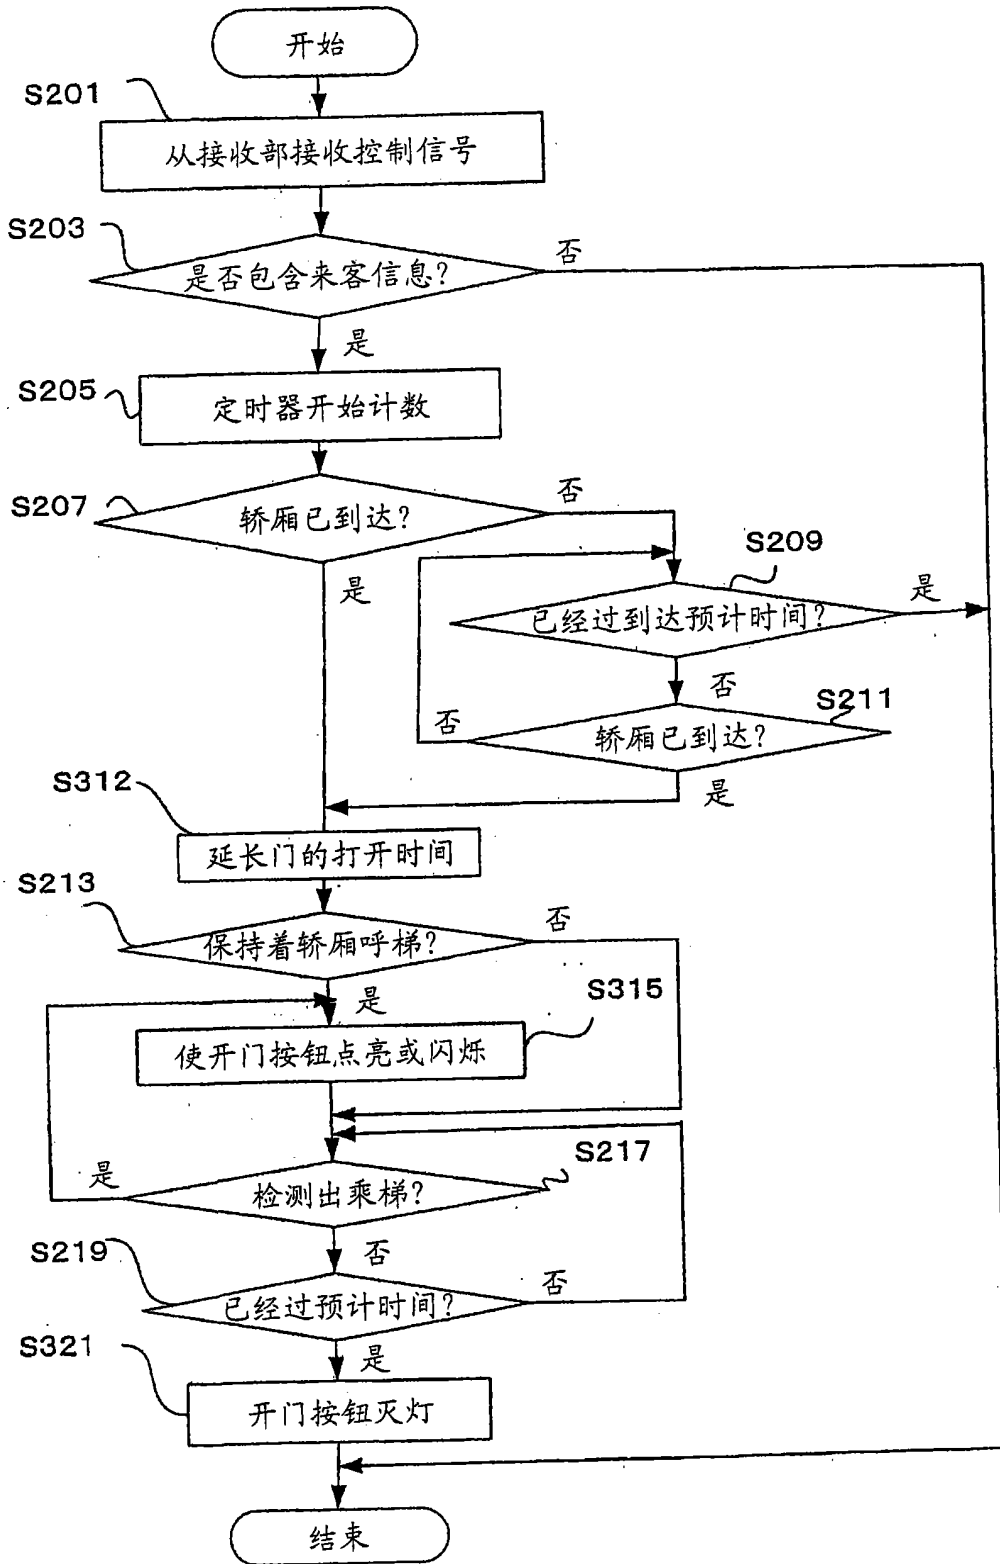 开始
S201
从接收部接收控制信号
S203
是否包含来客信息?
否
是
S205
定时器开始计数
S207
轿厢已到达?
否
是
S209
已经过到达预计时间?
是
否
S211
轿厢已到达?
否
是
S312
延长门的打开时间
S213
保持着轿厢呼梯?
否
是
S315
使开门按钮点亮或闪烁
S217
检测出乘梯?
是
否
S219
已经过预计时间?
否
是
S321
开门按钮灭灯
结束